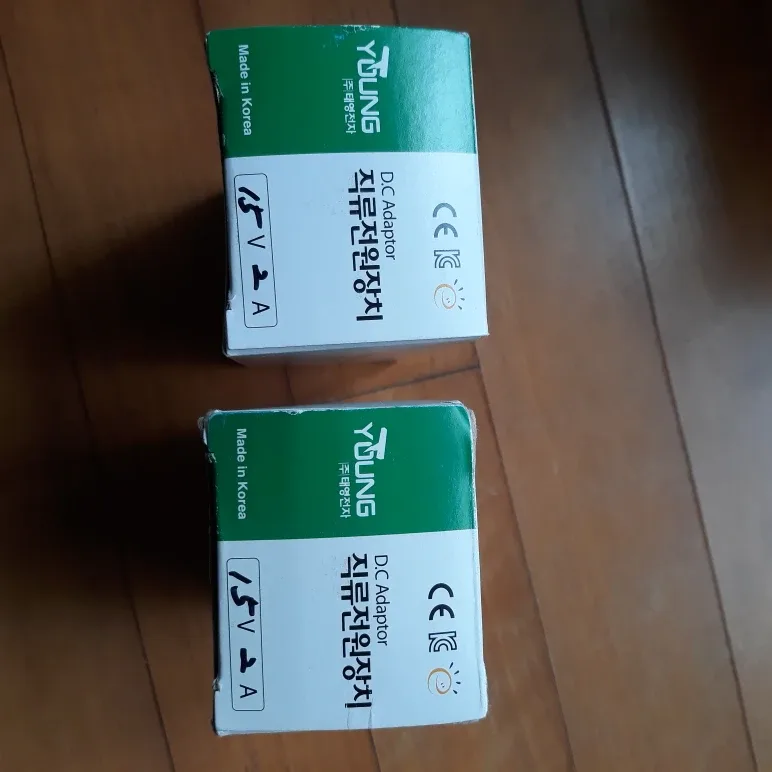 YOUNG
(주)태영전자
Made in Korea
D.C Adaptor
직류전원장치
CE
15 V 2 A
YOUNG
(주)태영전자
Made in Korea
D.C Adaptor
직류전원장치
CE
15 V 2 A